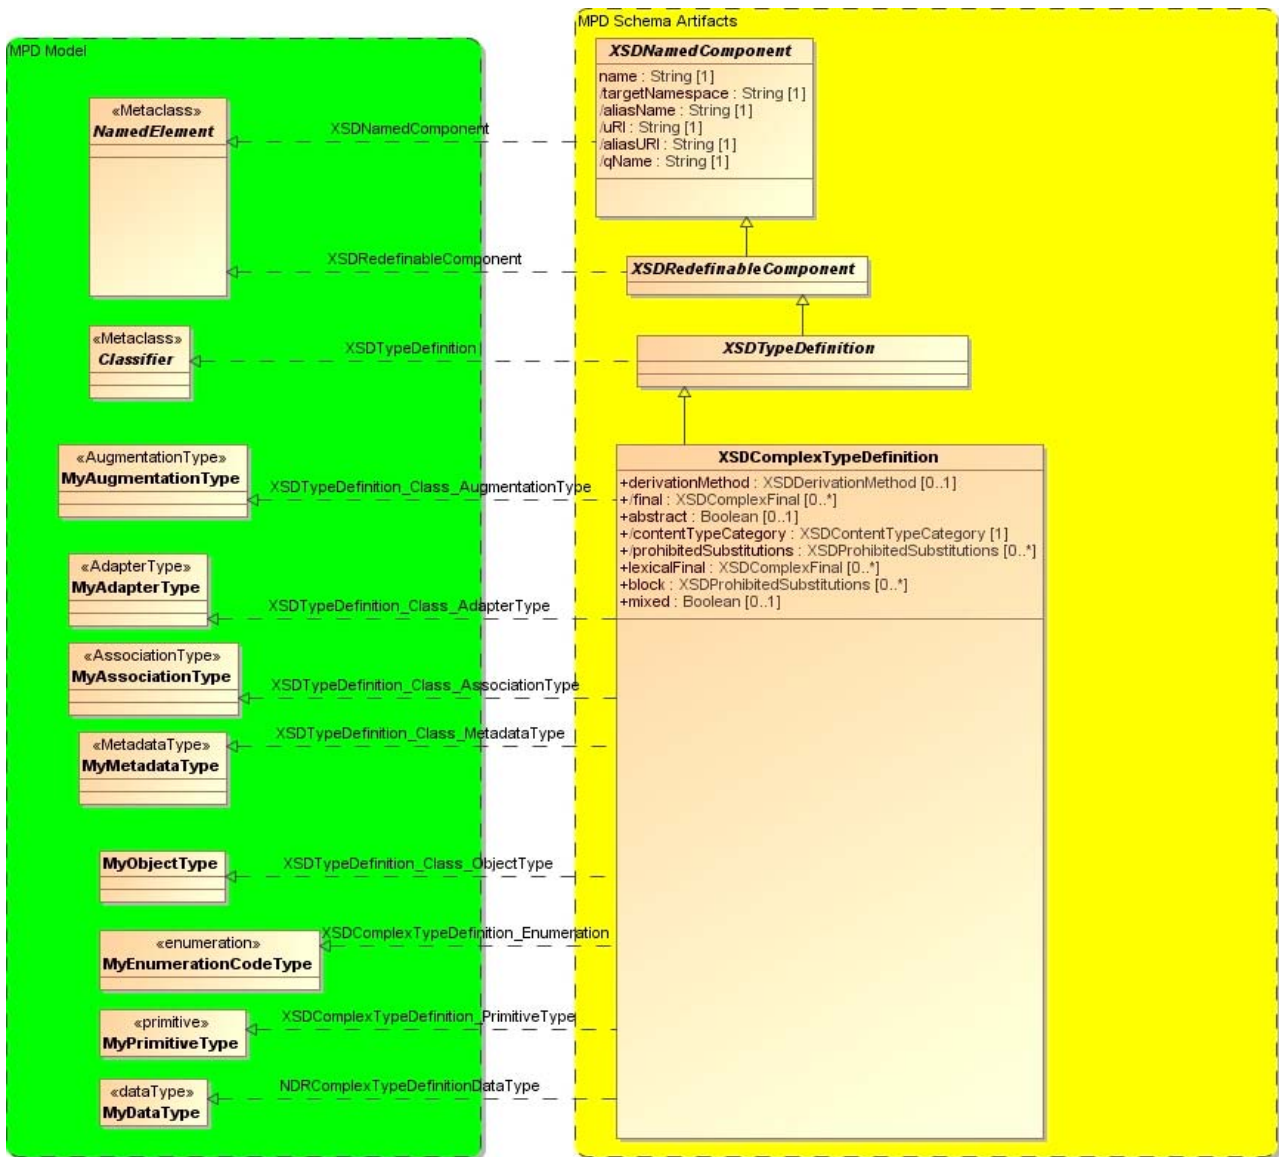 MPD Schema Artifacts
MPD Model
XSDNamedComponent
name : String [1]
/targetNamespace : String [1]
/aliasName : String [1]
/uRI : String [1]
/aliasURI : String [1]
/qName : String [1]
«Metaclass»
NamedElement
XSDNamedComponent
XSDRedefinableComponent
XSDRedefinableComponent
«Metaclass»
Classifier
XSDTypeDefinition
XSDTypeDefinition
XSDComplexTypeDefinition
+derivationMethod : XSDDerivationMethod [0..1]
+/final : XSDComplexFinal [0..*]
+abstract : Boolean [0..1]
+/contentTypeCategory : XSDContentTypeCategory [1]
+/prohibitedSubstitutions : XSDProhibitedSubstitutions [0..*]
+lexicalFinal : XSDComplexFinal [0..*]
+block : XSDProhibitedSubstitutions [0..*]
+mixed : Boolean [0..1]
«AugmentationType»
MyAugmentationType
XSDTypeDefinition_Class_AugmentationType
«AdapterType»
MyAdapterType
XSDTypeDefinition_Class_AdapterType
«AssociationType»
MyAssociationType
XSDTypeDefinition_Class_AssociationType
«MetadataType»
MyMetadataType
XSDTypeDefinition_Class_MetadataType
MyObjectType
XSDTypeDefinition_Class_ObjectType
«enumeration»
MyEnumerationCodeType
XSDComplexTypeDefinition_Enumeration
«primitive»
MyPrimitiveType
XSDComplexTypeDefinition_PrimitiveType
«dataType»
MyDataType
NDRComplexTypeDefinitionDataType